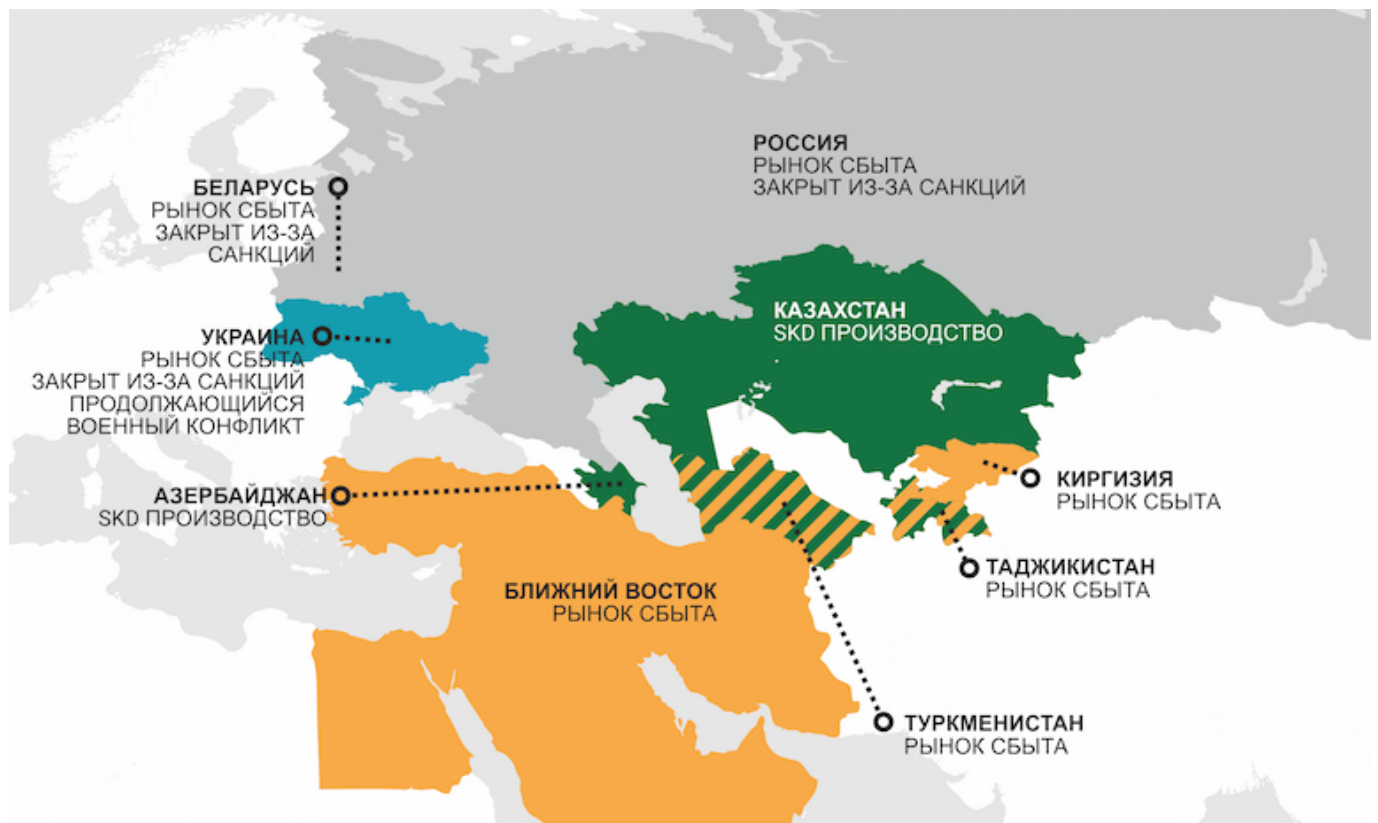 РОССИЯ
РЫНОК СБЫТА
ЗАКРЫТ ИЗ-ЗА САНКЦИЙ
БЕЛАРУСЬ
РЫНОК СБЫТА
ЗАКРЫТ ИЗ-ЗА
САНКЦИЙ
КАЗАХСТАН
SKD ПРОИЗВОДСТВО
УКРАИНА
РЫНОК СБЫТА
ЗАКРЫТ ИЗ-ЗА САНКЦИЙ
ПРОДОЛЖАЮЩИЙСЯ
ВОЕННЫЙ КОНФЛИКТ
КИРГИЗИЯ
РЫНОК СБЫТА
АЗЕРБАЙДЖАН
SKD ПРОИЗВОДСТВО
ТАДЖИКИСТАН
РЫНОК СБЫТА
БЛИЖНИЙ ВОСТОК
РЫНОК СБЫТА
ТУРКМЕНИСТАН
РЫНОК СБЫТА